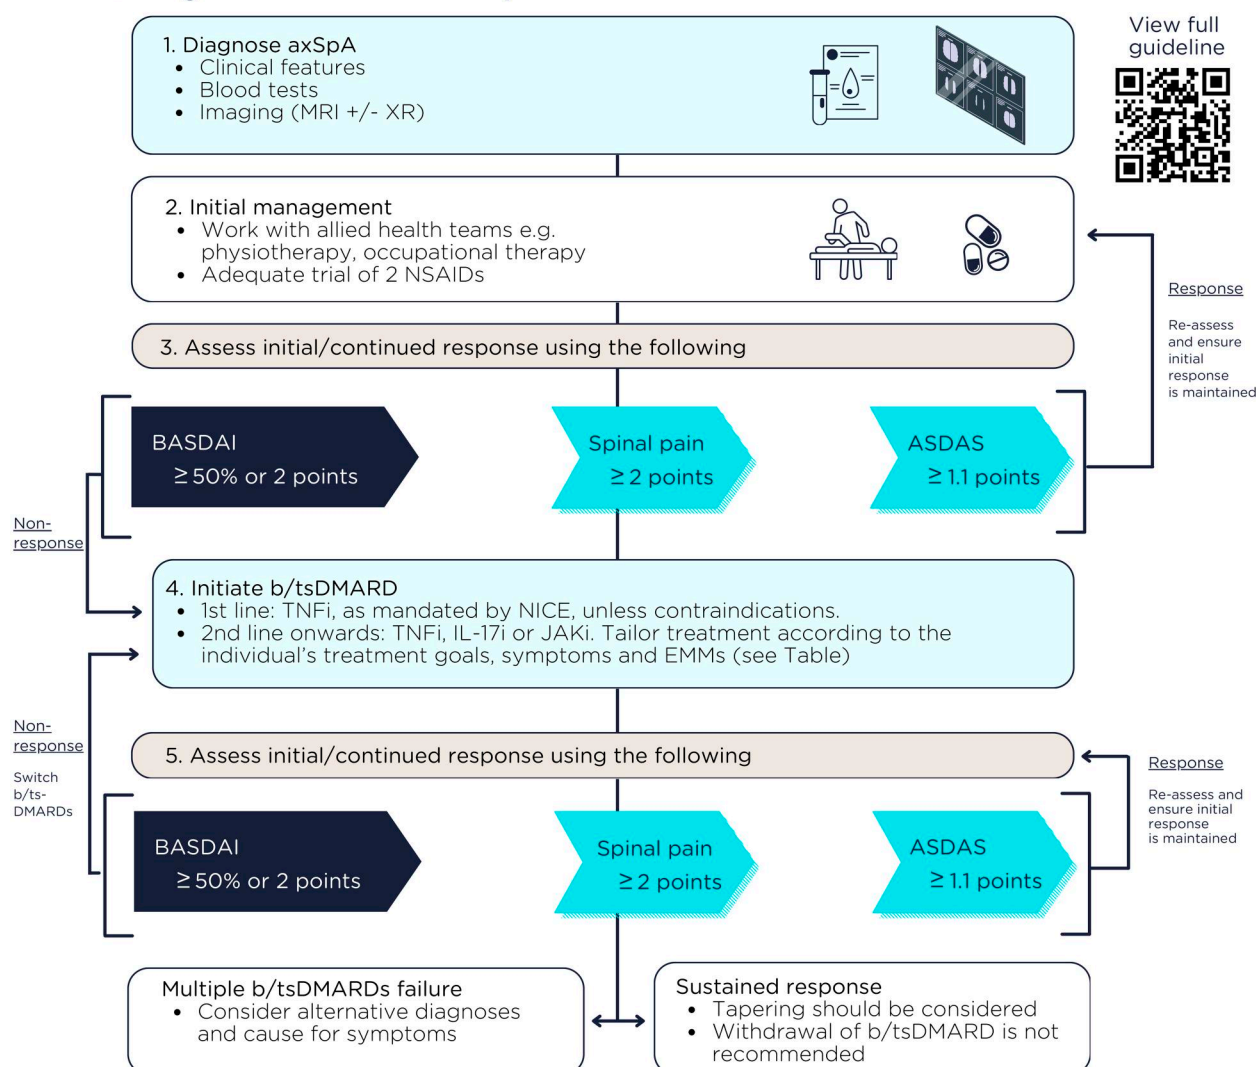 View full
guideline
1. Diagnose axSpA
• Clinical features
• Blood tests
• Imaging (MRI +/- XR)
2. Initial management
• Work with allied health teams e.g.
physiotherapy, occupational therapy
• Adequate trial of 2 NSAIDs
Response
Re-assess
and ensure
initial
response
is maintained
3. Assess initial/continued response using the following
BASDAI
≥50% or 2 points
Spinal pain
≥2 points
ASDAS
≥1.1 points
Non-
response
4. Initiate b/tsDMARD
• 1st line: TNFi, as mandated by NICE, unless contraindications.
• 2nd line onwards: TNFi, IL-17i or JAKi. Tailor treatment according to the
individual's treatment goals, symptoms and EMMs (see Table)
Non-
response
Switch
b/ts-
DMARDs
5. Assess initial/continued response using the following
Response
Re-assess and
ensure initial
response
is maintained
BASDAI
≥50% or 2 points
Spinal pain
≥2 points
ASDAS
≥1.1 points
Multiple b/tsDMARDs failure
• Consider alternative diagnoses
and cause for symptoms
Sustained response
• Tapering should be considered
• Withdrawal of b/tsDMARD is not
recommended